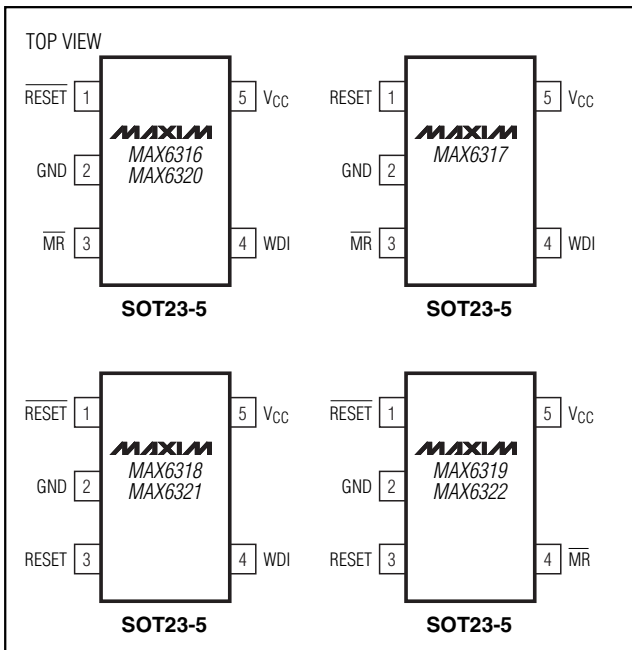 TOP VIEW
RESET 1 5 VCC
MAXIM
MAX6316
MAX6320
GND 2
MR 3 4 WDI
SOT23-5
RESET 1 5 VCC
MAXIM
MAX6317
GND 2
MR 3 4 WDI
SOT23-5
RESET 1 5 VCC
MAXIM
MAX6318
MAX6321
GND 2
RESET 3 4 WDI
SOT23-5
RESET 1 5 VCC
MAXIM
MAX6319
MAX6322
GND 2
RESET 3 4 MR
SOT23-5